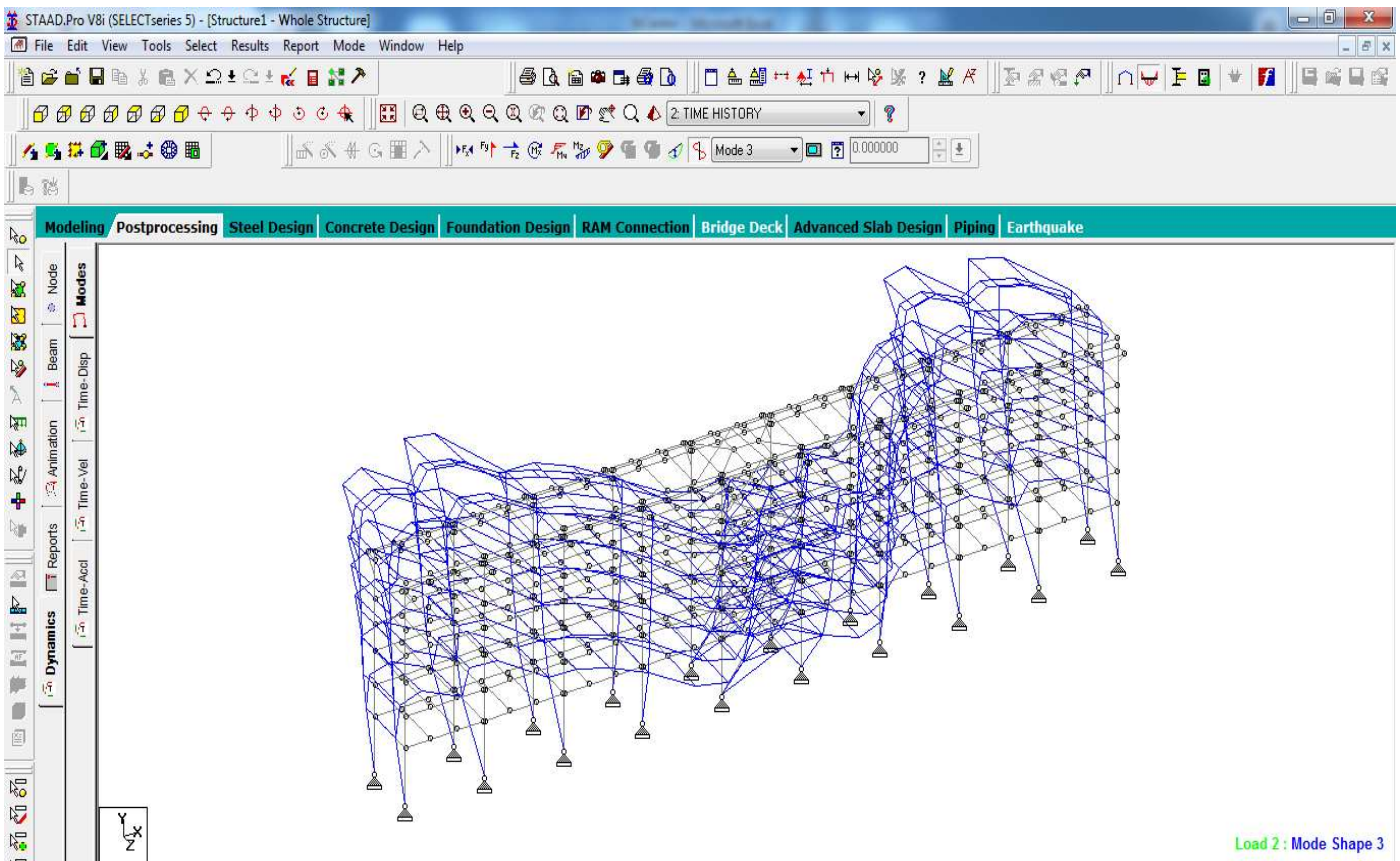 STAAD.Pro V8i (SELECTseries 5) - [Structure1 - Whole Structure]
File Edit View Tools Select Results Report Mode Window Help
2: TIME HISTORY
Mode 3 0.000000
Modeling Postprocessing Steel Design Concrete Design Foundation Design RAM Connection Bridge Deck Advanced Slab Design Piping Earthquake
Node
Beam
Animation
Reports
Dynamics
Modes
Time-Disp
Time-Vel
Time-Accl
Y
X
Z
Load 2 : Mode Shape 3